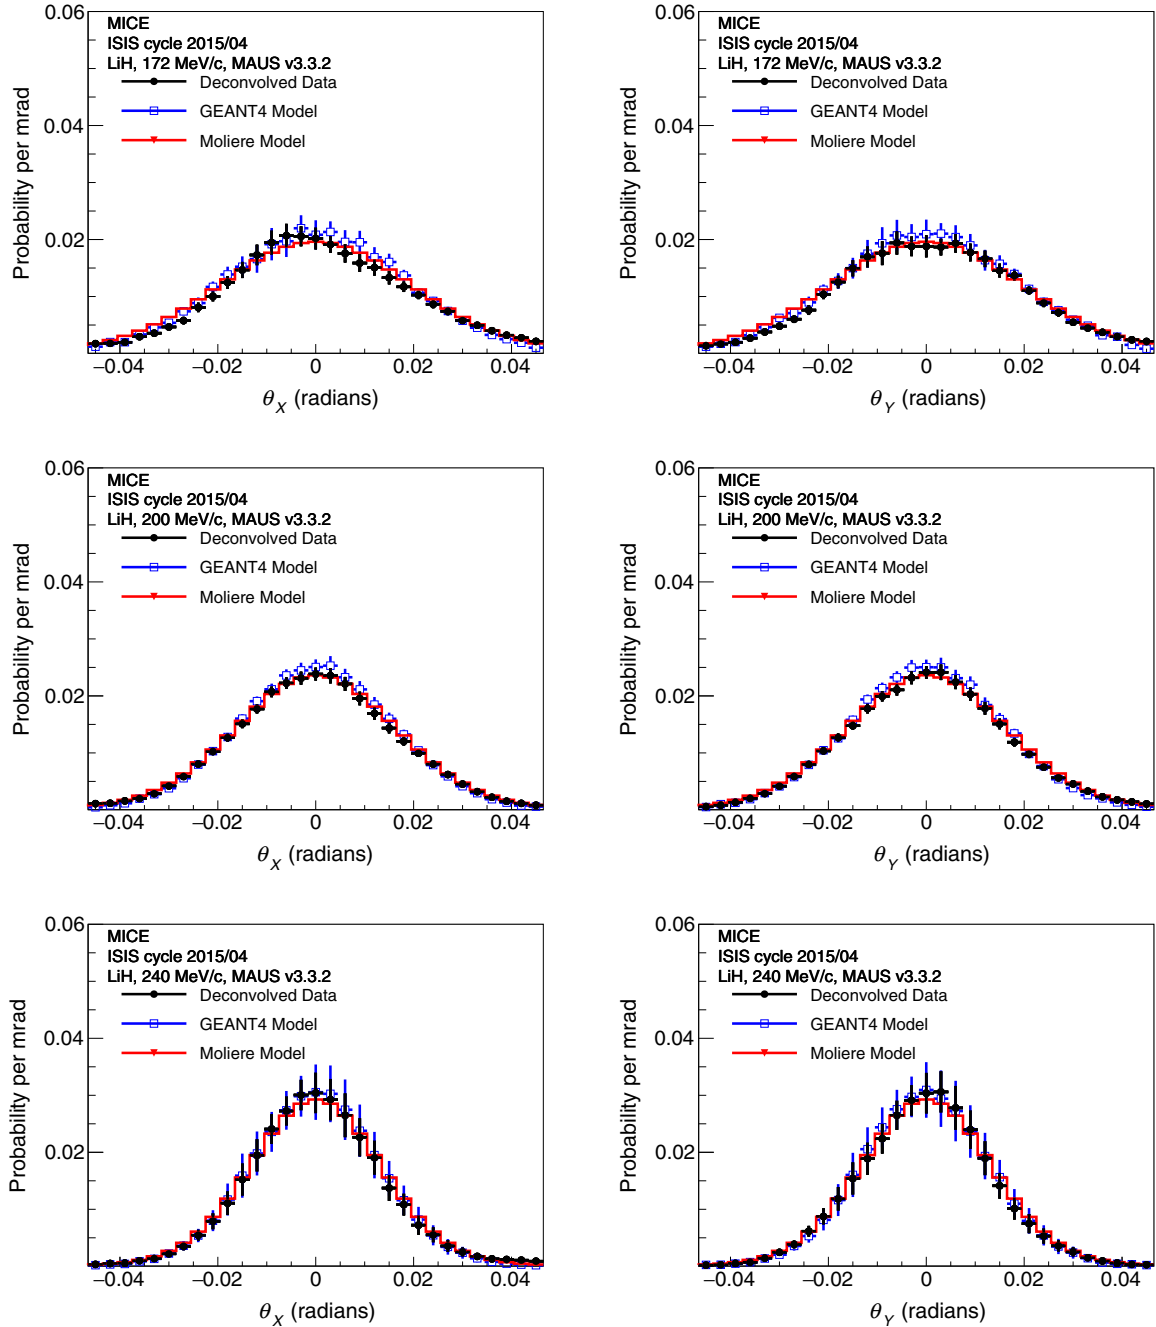 0.06
MICE
ISIS cycle 2015/04
LiH, 172 MeV/c, MAUS v3.3.2
Deconvolved Data
GEANT4 Model
Moliere Model
0.04
0.02
Probability per mrad
−0.04 −0.02 0 0.02 0.04
θX (radians)
0.06
MICE
ISIS cycle 2015/04
LiH, 172 MeV/c, MAUS v3.3.2
Deconvolved Data
GEANT4 Model
Moliere Model
0.04
0.02
Probability per mrad
−0.04 −0.02 0 0.02 0.04
θY (radians)
0.06
MICE
ISIS cycle 2015/04
LiH, 200 MeV/c, MAUS v3.3.2
Deconvolved Data
GEANT4 Model
Moliere Model
0.04
0.02
Probability per mrad
−0.04 −0.02 0 0.02 0.04
θX (radians)
0.06
MICE
ISIS cycle 2015/04
LiH, 200 MeV/c, MAUS v3.3.2
Deconvolved Data
GEANT4 Model
Moliere Model
0.04
0.02
Probability per mrad
−0.04 −0.02 0 0.02 0.04
θY (radians)
0.06
MICE
ISIS cycle 2015/04
LiH, 240 MeV/c, MAUS v3.3.2
Deconvolved Data
GEANT4 Model
Moliere Model
0.04
0.02
Probability per mrad
−0.04 −0.02 0 0.02 0.04
θX (radians)
0.06
MICE
ISIS cycle 2015/04
LiH, 240 MeV/c, MAUS v3.3.2
Deconvolved Data
GEANT4 Model
Moliere Model
0.04
0.02
Probability per mrad
−0.04 −0.02 0 0.02 0.04
θY (radians)